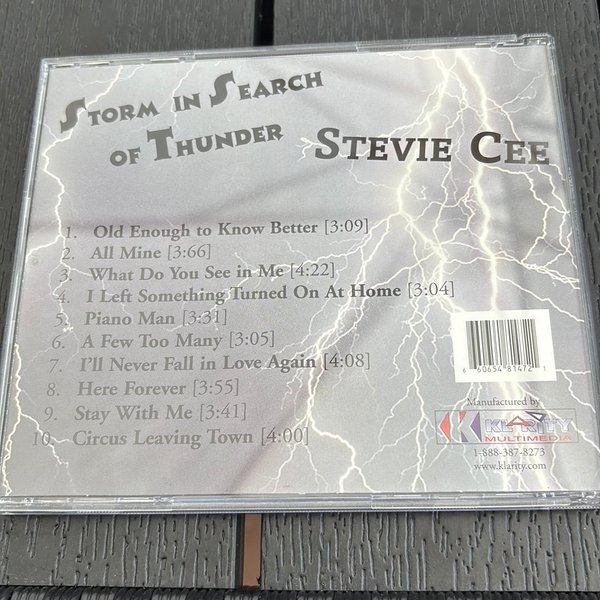 STORM IN SEARCH
OF THUNDER
STEVIE CEE
1. Old Enough to Know Better [3:09]
2. All Mine [3:66]
3. What Do You See in Me [4:22]
4. I Left Something Turned On At Home [3:04]
5. Piano Man [3:31]
6. A Few Too Many [3:05]
7. I'll Never Fall in Love Again [4:08]
8. Here Forever [3:55]
9. Stay With Me [3:41]
10. Circus Leaving Town [4:00]
6 60654 81472 1
Manufactured by
K KLARITY
MULTIMEDIA
1-888-387-8273
www.klarity.com